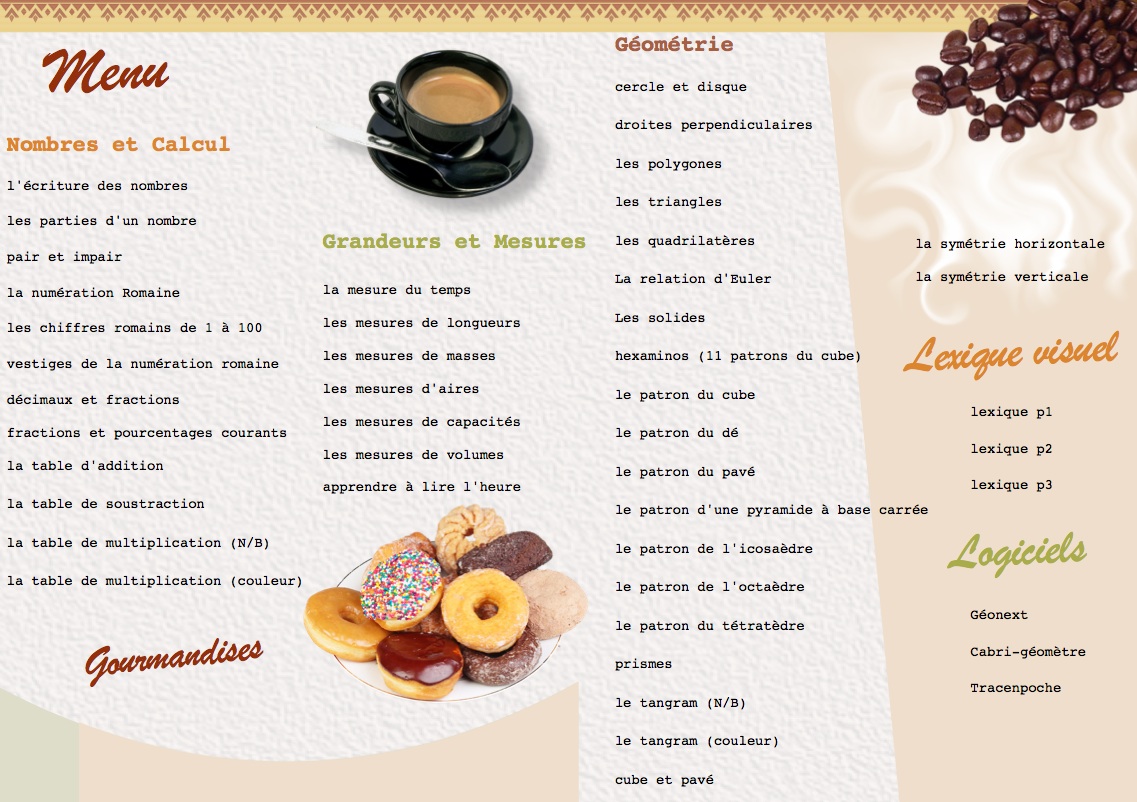 Menu
Nombres et Calcul
l'écriture des nombres
les parties d'un nombre
pair et impair
la numération Romaine
les chiffres romains de 1 à 100
vestiges de la numération romaine
décimaux et fractions
fractions et pourcentages courants
la table d'addition
la table de soustraction
la table de multiplication (N/B)
la table de multiplication (couleur)
Gourmandises
Grandeurs et Mesures
la mesure du temps
les mesures de longueurs
les mesures de masses
les mesures d'aires
les mesures de capacités
les mesures de volumes
apprendre à lire l'heure
Géométrie
cercle et disque
droites perpendiculaires
les polygones
les triangles
les quadrilatères
La relation d'Euler
Les solides
hexaminos (11 patrons du cube)
le patron du cube
le patron du dé
le patron du pavé
le patron d'une pyramide à base carrée
le patron de l'icosaèdre
le patron de l'octaèdre
le patron du tétratèdre
prismes
le tangram (N/B)
le tangram (couleur)
cube et pavé
la symétrie horizontale
la symétrie verticale
Lexique visuel
lexique p1
lexique p2
lexique p3
Logiciels
Géonext
Cabri-géomètre
Tracenpoche